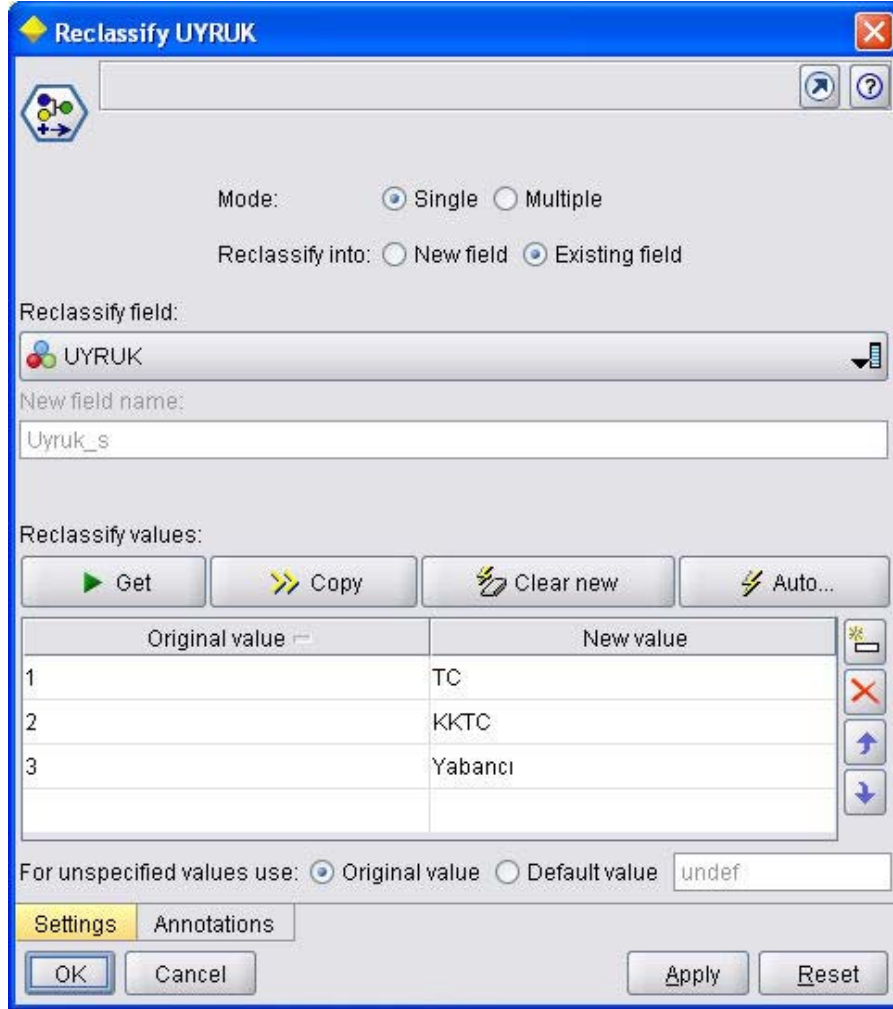 Reclassify UYRUK
Mode: Single Multiple
Reclassify into: New field Existing field
Reclassify field:
UYRUK
New field name:
Uyruk_s
Reclassify values:
Get Copy Clear new Auto...
Original value New value
1 TC
2 KKTC
3 Yabancı
For unspecified values use: Original value Default value undef
Settings Annotations
OK Cancel Apply Reset